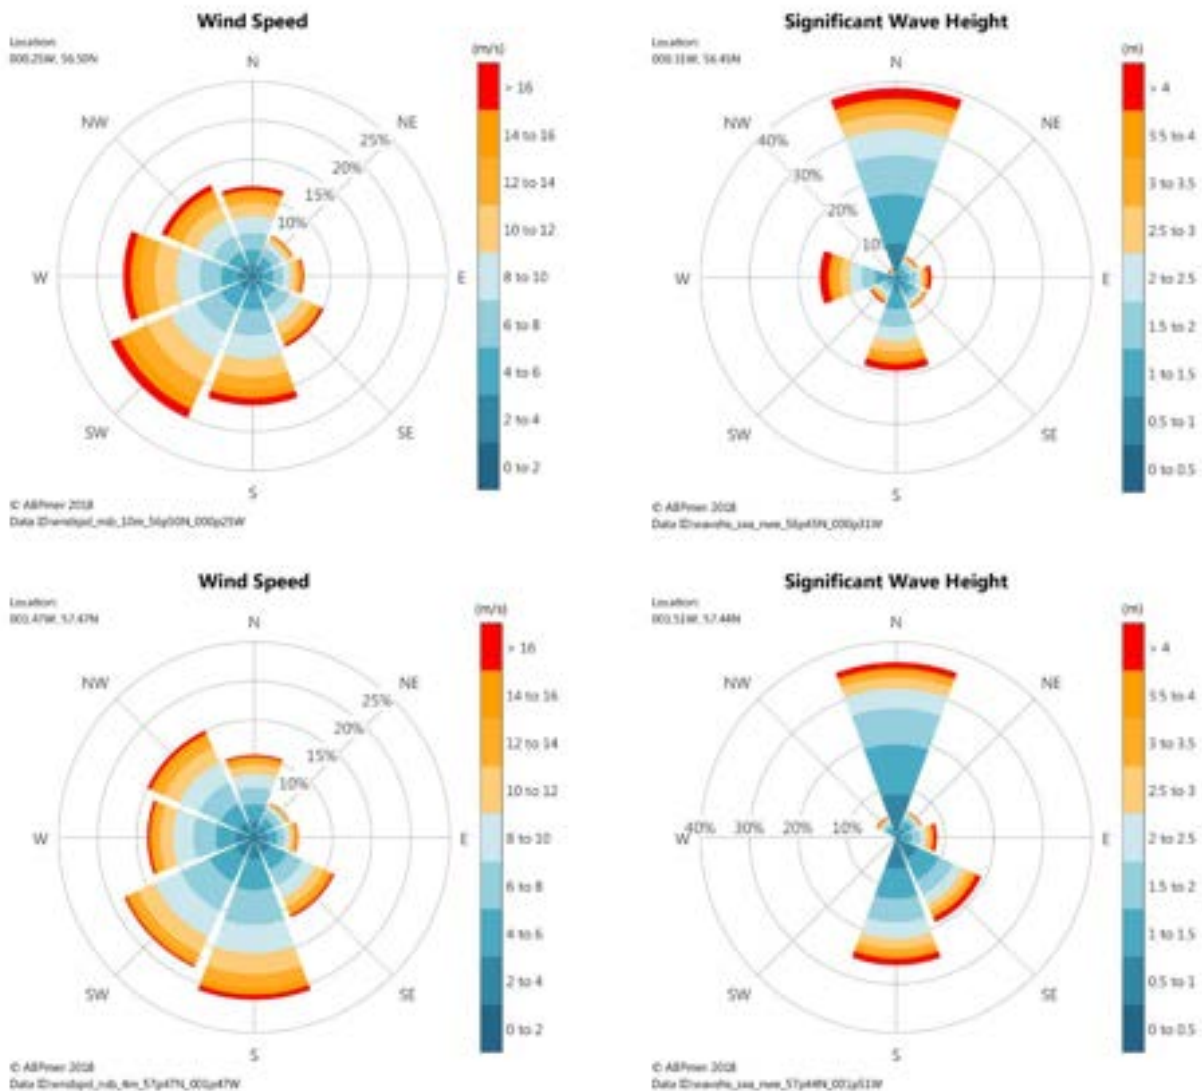 Wind Speed
Location:
(m/s)
N
NW
NE
25%
20%
15%
10%
W
E
SW
SE
S
> 16
14 to 16
12 to 14
10 to 12
8 to 10
6 to 8
4 to 6
2 to 4
0 to 2
© ABPmer 2018
Significant Wave Height
Location:
(m)
N
NW
NE
40%
30%
20%
W
E
SW
SE
S
> 4
3.5 to 4
3 to 3.5
2.5 to 3
2 to 2.5
1.5 to 2
1 to 1.5
0.5 to 1
0 to 0.5
© ABPmer 2018
Wind Speed
Location:
(m/s)
N
NW
NE
25%
20%
15%
10%
W
E
SW
SE
S
> 16
14 to 16
12 to 14
10 to 12
8 to 10
6 to 8
4 to 6
2 to 4
0 to 2
© ABPmer 2018
Significant Wave Height
Location:
(m)
N
NW
NE
40% 30% 20% 10%
W
E
SW
SE
S
> 4
3.5 to 4
3 to 3.5
2.5 to 3
2 to 2.5
1.5 to 2
1 to 1.5
0.5 to 1
0 to 0.5
© ABPmer 2018